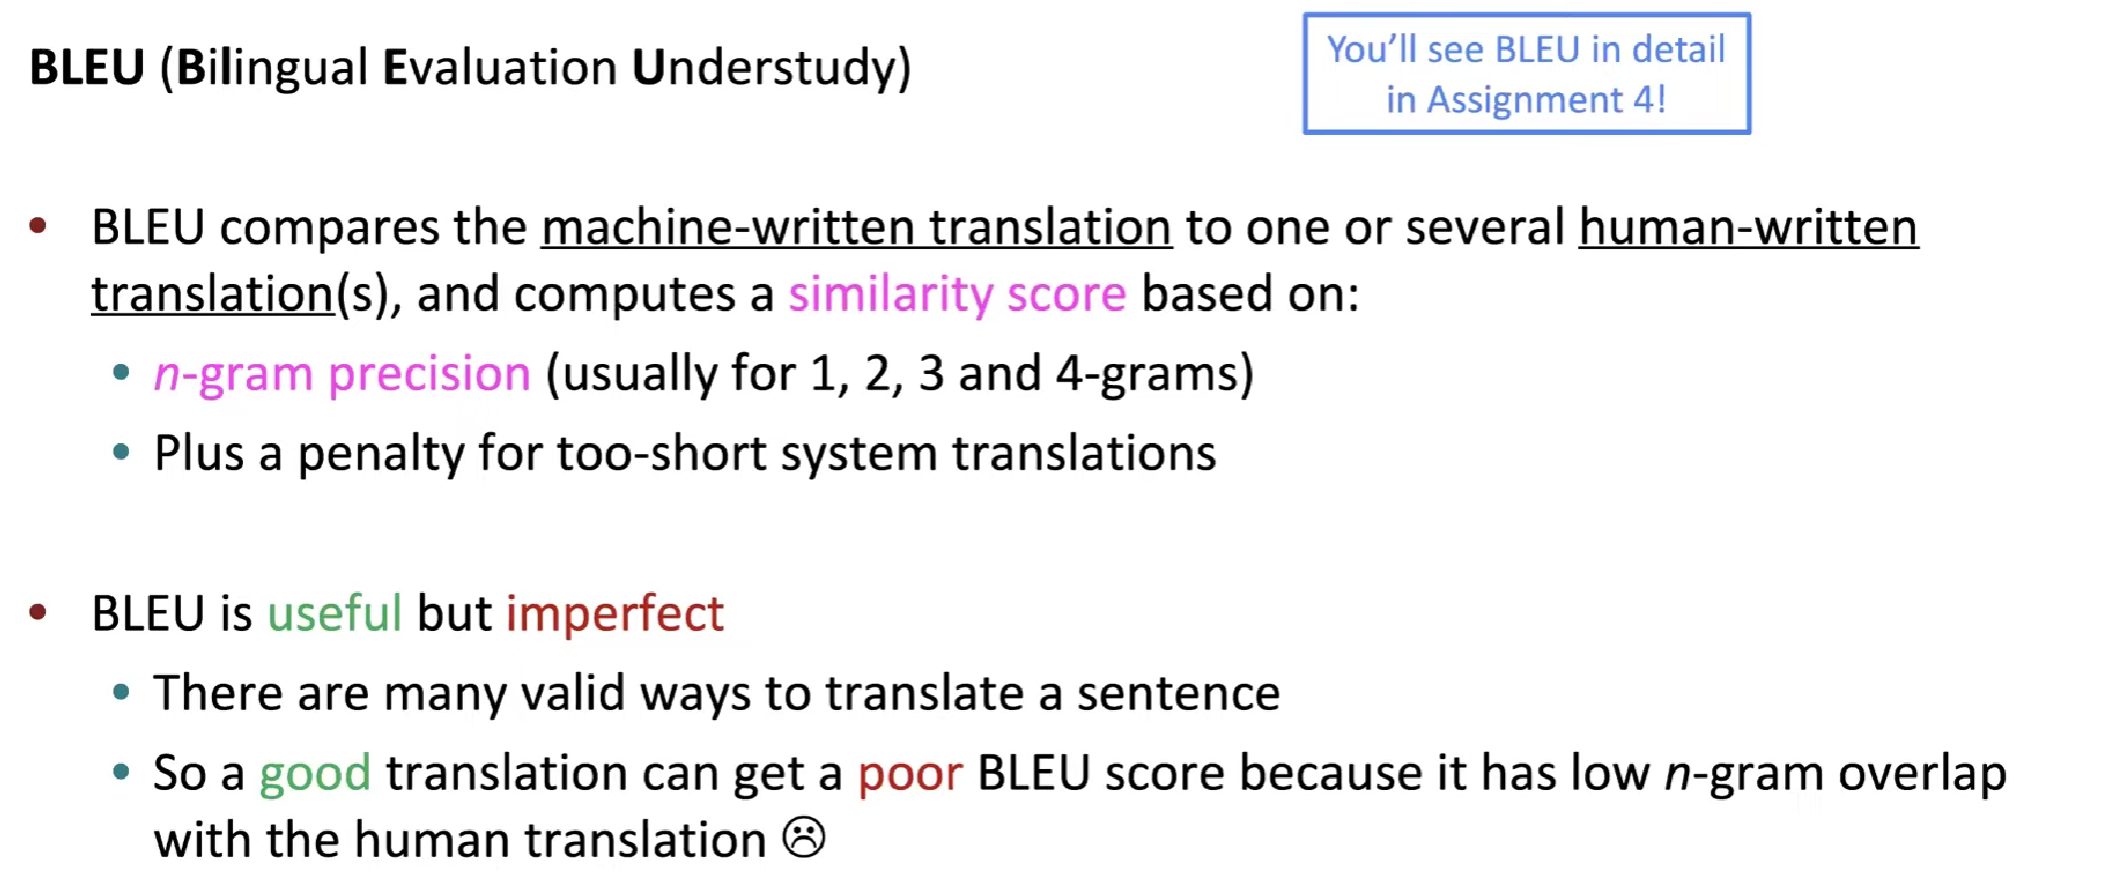 BLEU (Bilingual Evaluation Understudy)
You'll see BLEU in detail
in Assignment 4!
• BLEU compares the machine-written translation to one or several human-written
translation(s), and computes a similarity score based on:
• n-gram precision (usually for 1, 2, 3 and 4-grams)
• Plus a penalty for too-short system translations
• BLEU is useful but imperfect
• There are many valid ways to translate a sentence
• So a good translation can get a poor BLEU score because it has low n-gram overlap
with the human translation ☹